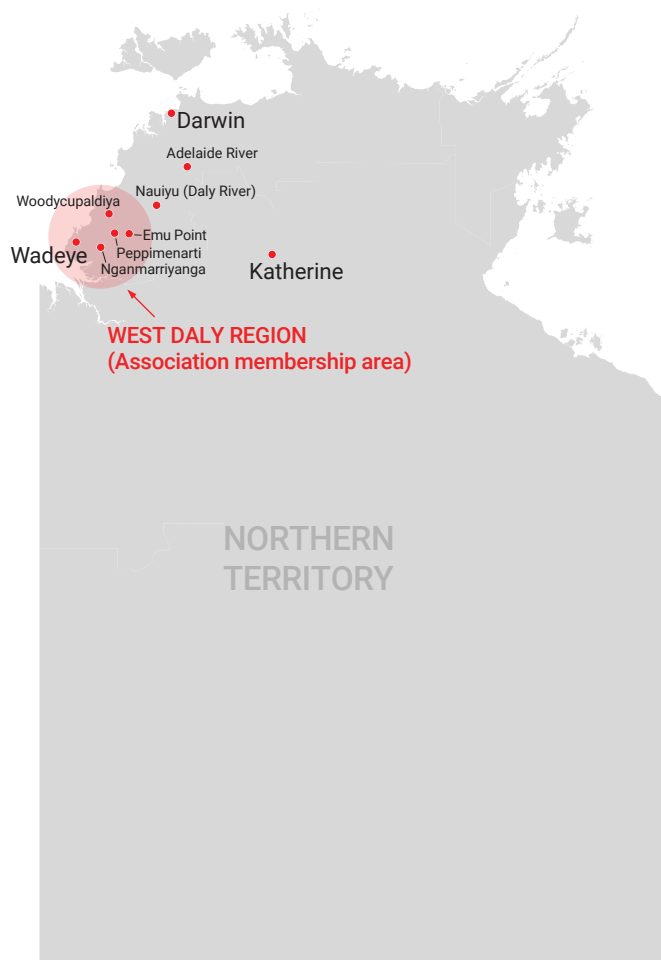 Darwin
Adelaide River
Nauiyu (Daly River)
Woodycupaldiya
Emu Point
Wadeye
Peppimenarti
Nganmarriyanga
Katherine
WEST DALY REGION
(Association membership area)
NORTHERN
TERRITORY